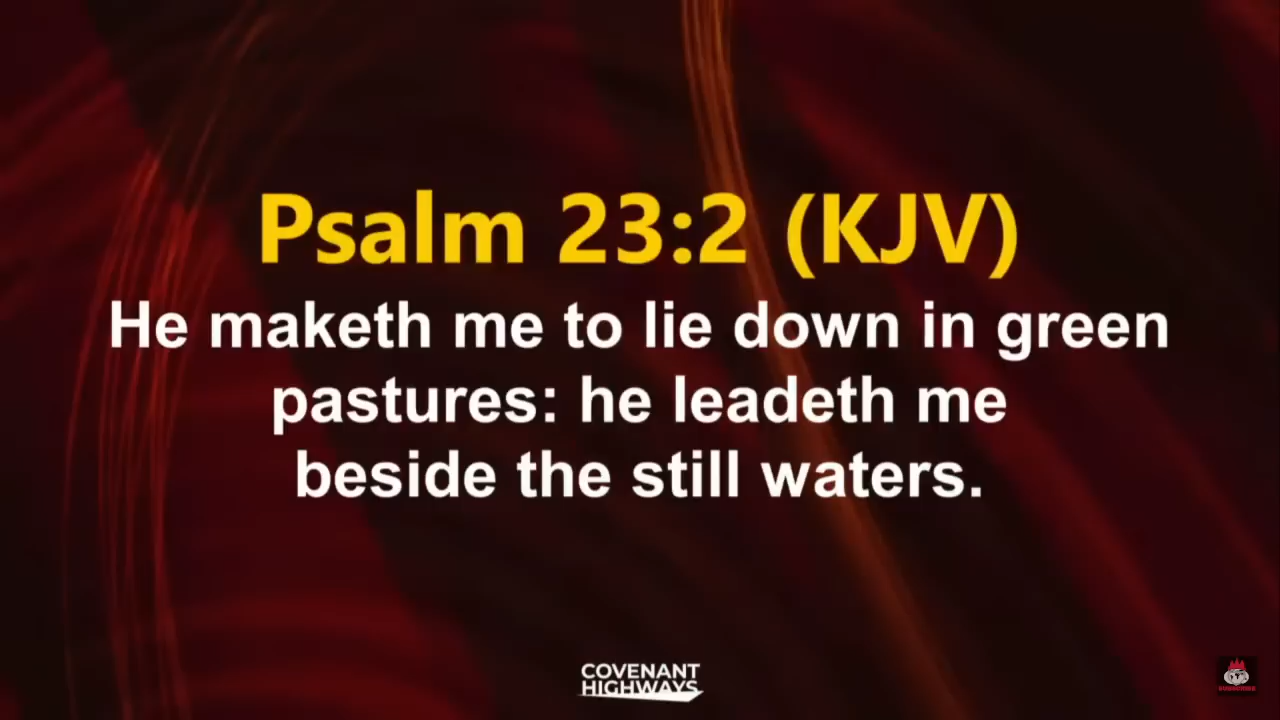 Psalm 23:2 (KJV)
He maketh me to lie down in green
pastures: he leadeth me
beside the still waters.
COVENANT
HIGHWAYS